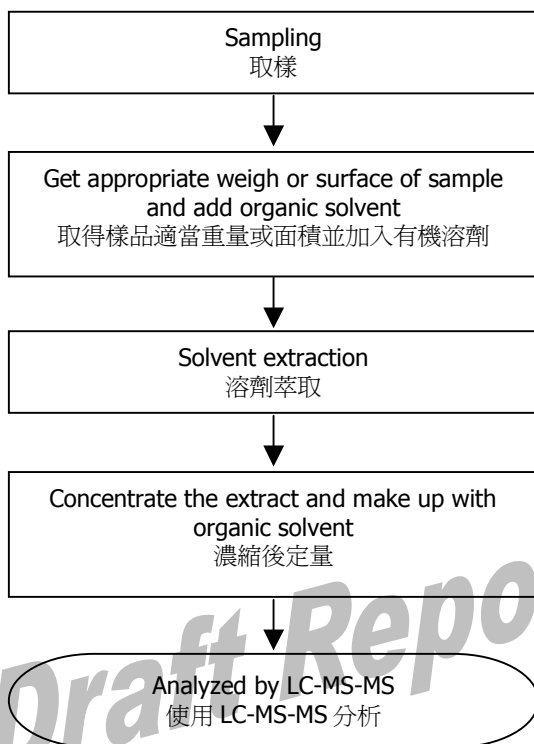 Sampling
取樣
Get appropriate weigh or surface of sample
and add organic solvent
取得樣品適當重量或面積並加入有機溶劑
Solvent extraction
溶劑萃取
Concentrate the extract and make up with
organic solvent
濃縮後定量
Draft Repo
Analyzed by LC-MS-MS
使用 LC-MS-MS 分析